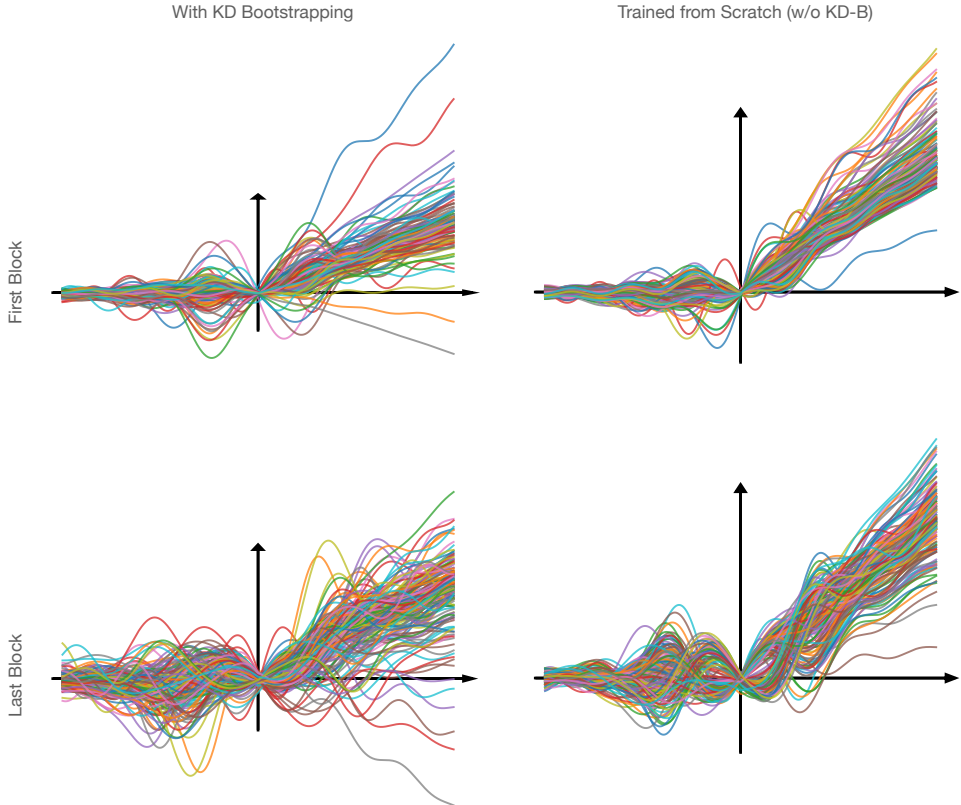 With KD Bootstrapping
Trained from Scratch (w/o KD-B)
First Block
Last Block